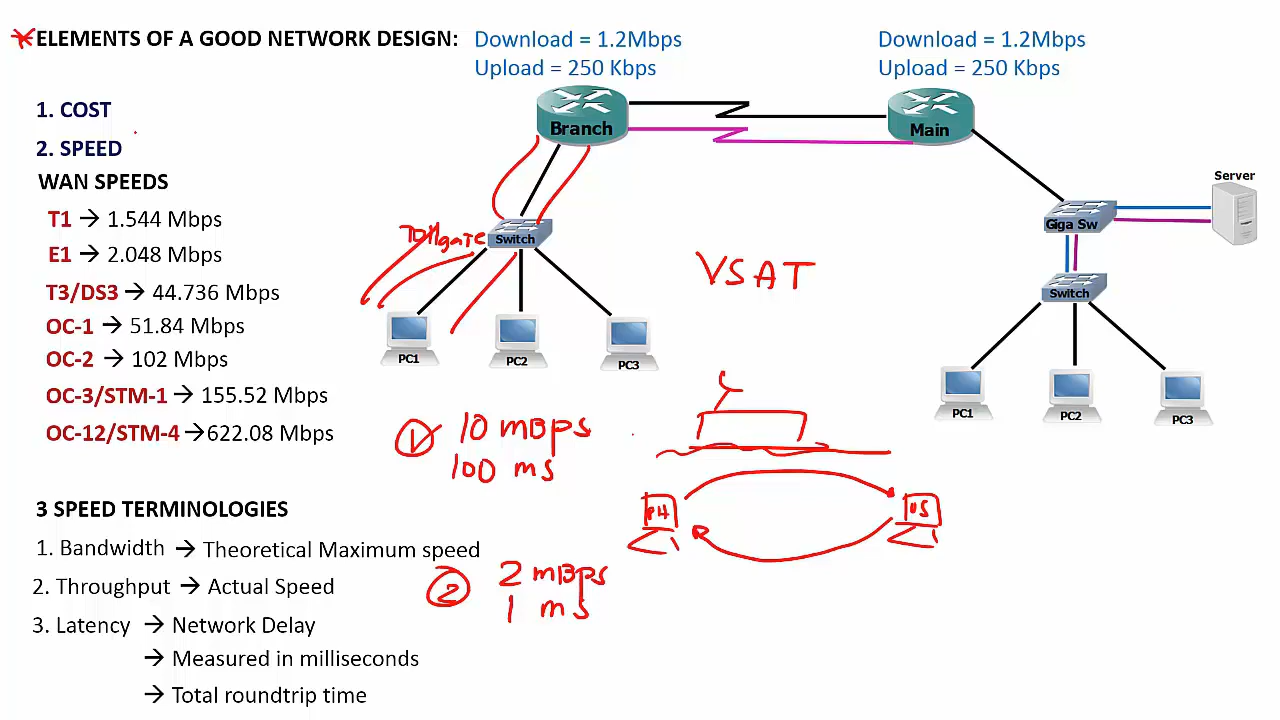 ELEMENTS OF A GOOD NETWORK DESIGN:
Download = 1.2Mbps
Upload = 250 Kbps
Download = 1.2Mbps
Upload = 250 Kbps
1. COST
2. SPEED
WAN SPEEDS
T1 → 1.544 Mbps
E1 → 2.048 Mbps
T3/DS3 → 44.736 Mbps
OC-1 → 51.84 Mbps
OC-2 → 102 Mbps
OC-3/STM-1 → 155.52 Mbps
OC-12/STM-4 →622.08 Mbps
3 SPEED TERMINOLOGIES
1. Bandwidth → Theoretical Maximum speed
2. Throughput → Actual Speed
3. Latency → Network Delay
→ Measured in milliseconds
→ Total roundtrip time
Branch
Main
Switch
Tollgate
PC1
PC2
PC3
Server
Giga Sw
Switch
PC1
PC2
PC3
VSAT
1 10 mBps
100 ms
PH
US
2 2 mBps
1 ms